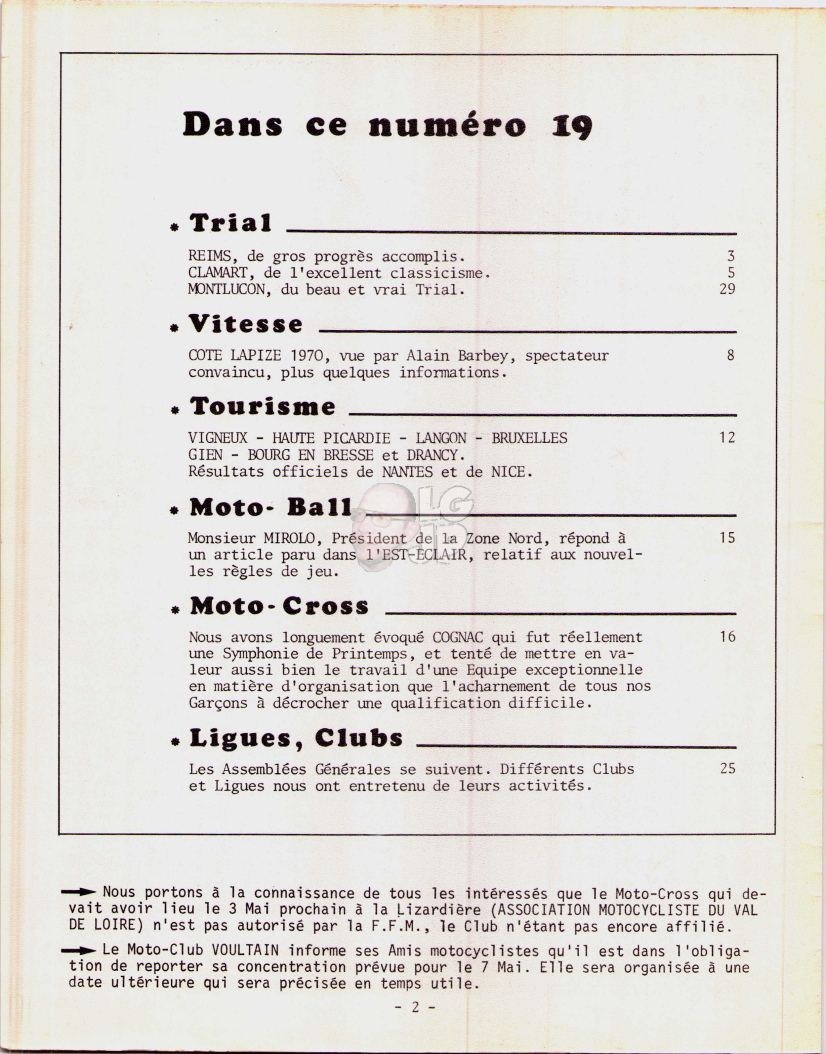 Dans ce numéro 19
* Trial
REIMS, de gros progrès accomplis. 3
CLAMART, de l'excellent classicisme. 5
MONTLUCON, du beau et vrai Trial. 29
* Vitesse
COTE LAPIZE 1970, vue par Alain Barbey, spectateur 8
convaincu, plus quelques informations.
* Tourisme
VIGNEUX - HAUTE PICARDIE - LANGON - BRUXELLES 12
GIEN - BOURG EN BRESSE et DRANCY.
Résultats officiels de NANTES et de NICE.
* Moto- Ball
Monsieur MIROLO, Président de la Zone Nord, répond à 15
un article paru dans l'EST-ECLAIR, relatif aux nouvel-
les règles de jeu.
* Moto-Cross
Nous avons longuement évoqué COGNAC qui fut réellement 16
une Symphonie de Printemps, et tenté de mettre en va-
leur aussi bien le travail d'une Equipe exceptionnelle
en matière d'organisation que l'acharnement de tous nos
Garçons à décrocher une qualification difficile.
* Ligues, Clubs
Les Assemblées Générales se suivent. Différents Clubs 25
et Ligues nous ont entretenu de leurs activités.
Nous portons à la connaissance de tous les intéressés que le Moto-Cross qui de-
vait avoir lieu le 3 Mai prochain à la Lizardière (ASSOCIATION MOTOCYCLISTE DU VAL
DE LOIRE) n'est pas autorisé par la F.F.M., le Club n'étant pas encore affilié.
Le Moto-Club VOULTAIN informe ses Amis motocyclistes qu'il est dans l'obliga-
tion de reporter sa concentration prévue pour le 7 Mai. Elle sera organisée à une
date ultérieure qui sera précisée en temps utile.
- 2 -